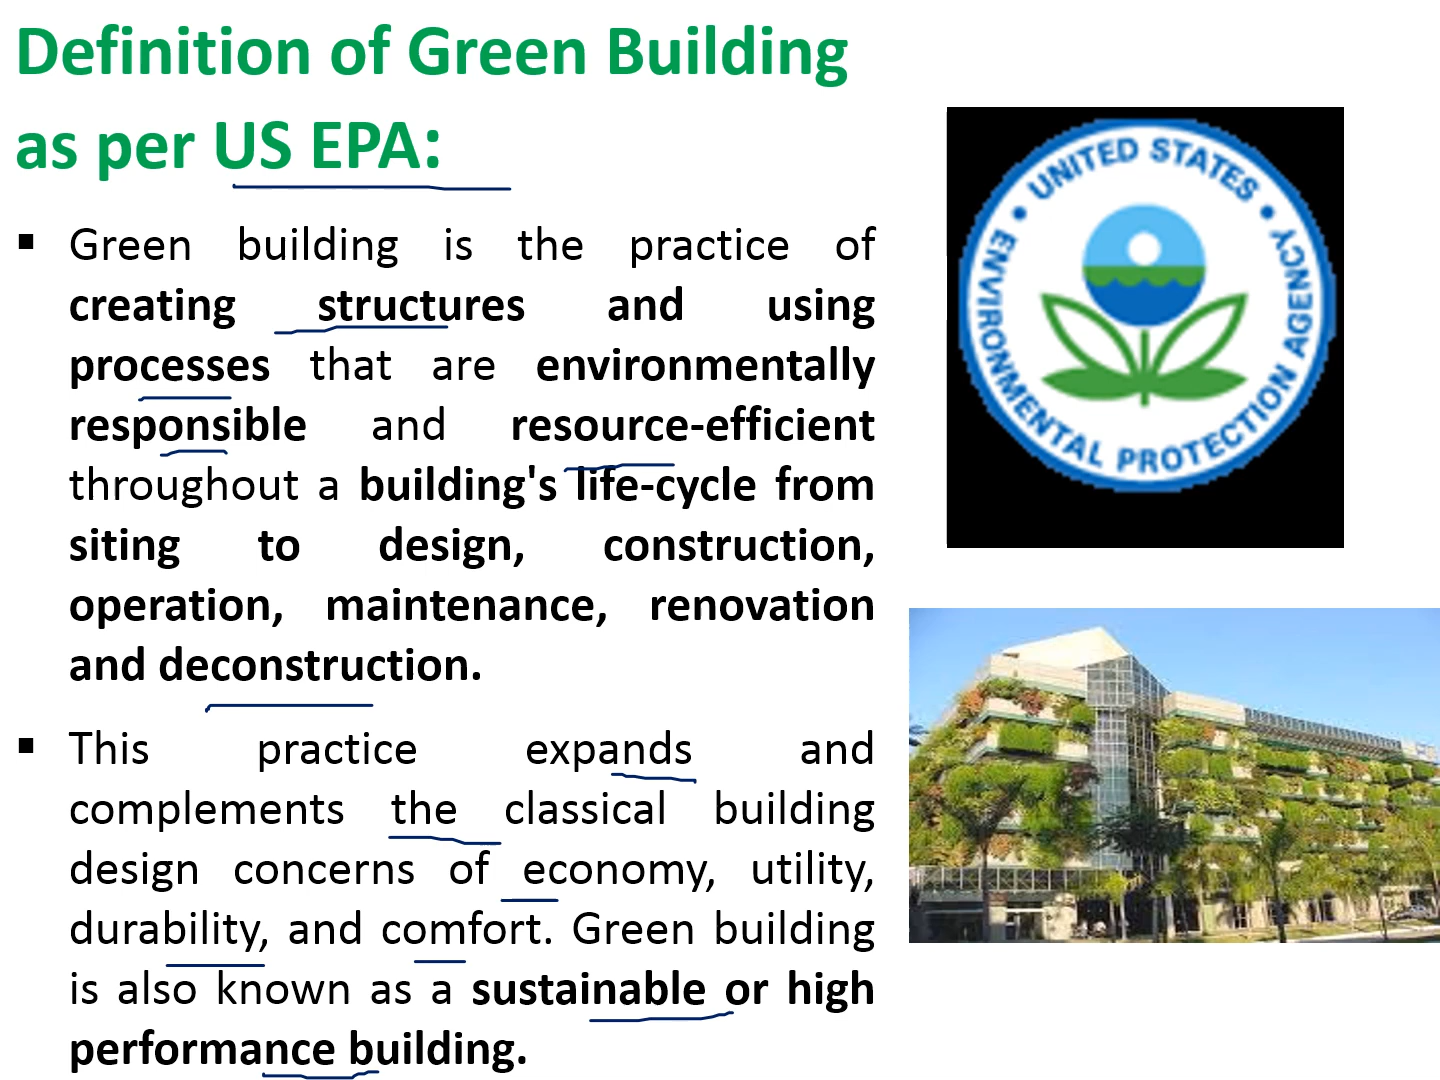 Definition of Green Building
as per US EPA:
▪ Green building is the practice of
creating structures and using
processes that are environmentally
responsible and resource-efficient
throughout a building's life-cycle from
siting to design, construction,
operation, maintenance, renovation
and deconstruction.
▪ This practice expands and
complements the classical building
design concerns of economy, utility,
durability, and comfort. Green building
is also known as a sustainable or high
performance building.
• UNITED STATES •
ENVIRONMENTAL PROTECTION AGENCY